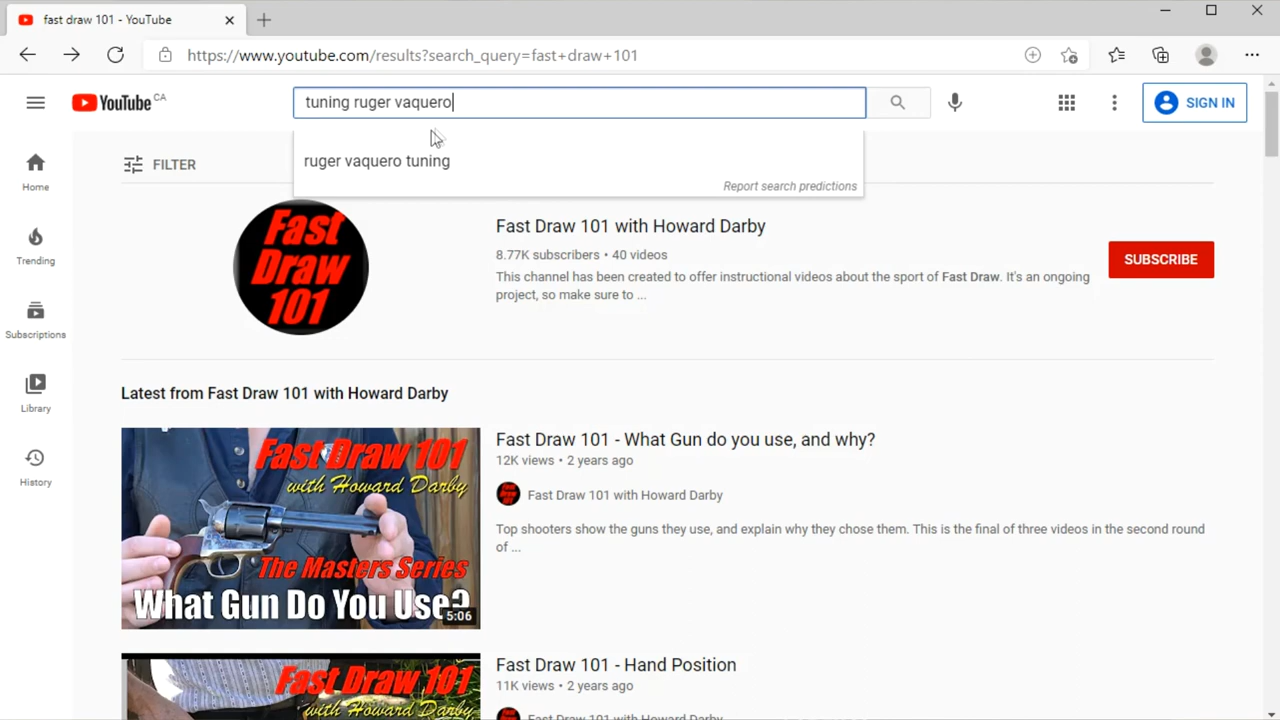 fast draw 101 - YouTube
https://www.youtube.com/results?search_query=fast+draw+101
YouTube CA
tuning ruger vaquero
SIGN IN
ruger vaquero tuning
Report search predictions
FILTER
Home
Trending
Subscriptions
Library
History
Fast
Draw
101
Fast Draw 101 with Howard Darby
8.77K subscribers • 40 videos
This channel has been created to offer instructional videos about the sport of Fast Draw. It's an ongoing
project, so make sure to ...
SUBSCRIBE
Latest from Fast Draw 101 with Howard Darby
Fast Draw 101
with Howard Darby
The Masters Series
What Gun Do You Use?
5:06
Fast Draw 101 - What Gun do you use, and why?
12K views • 2 years ago
Fast Draw 101 with Howard Darby
Top shooters show the guns they use, and explain why they chose them. This is the final of three videos in the second round
of ...
Fast Draw 101
with Howard Darby
Fast Draw 101 - Hand Position
11K views • 2 years ago
Fast Draw 101 with Howard Darby